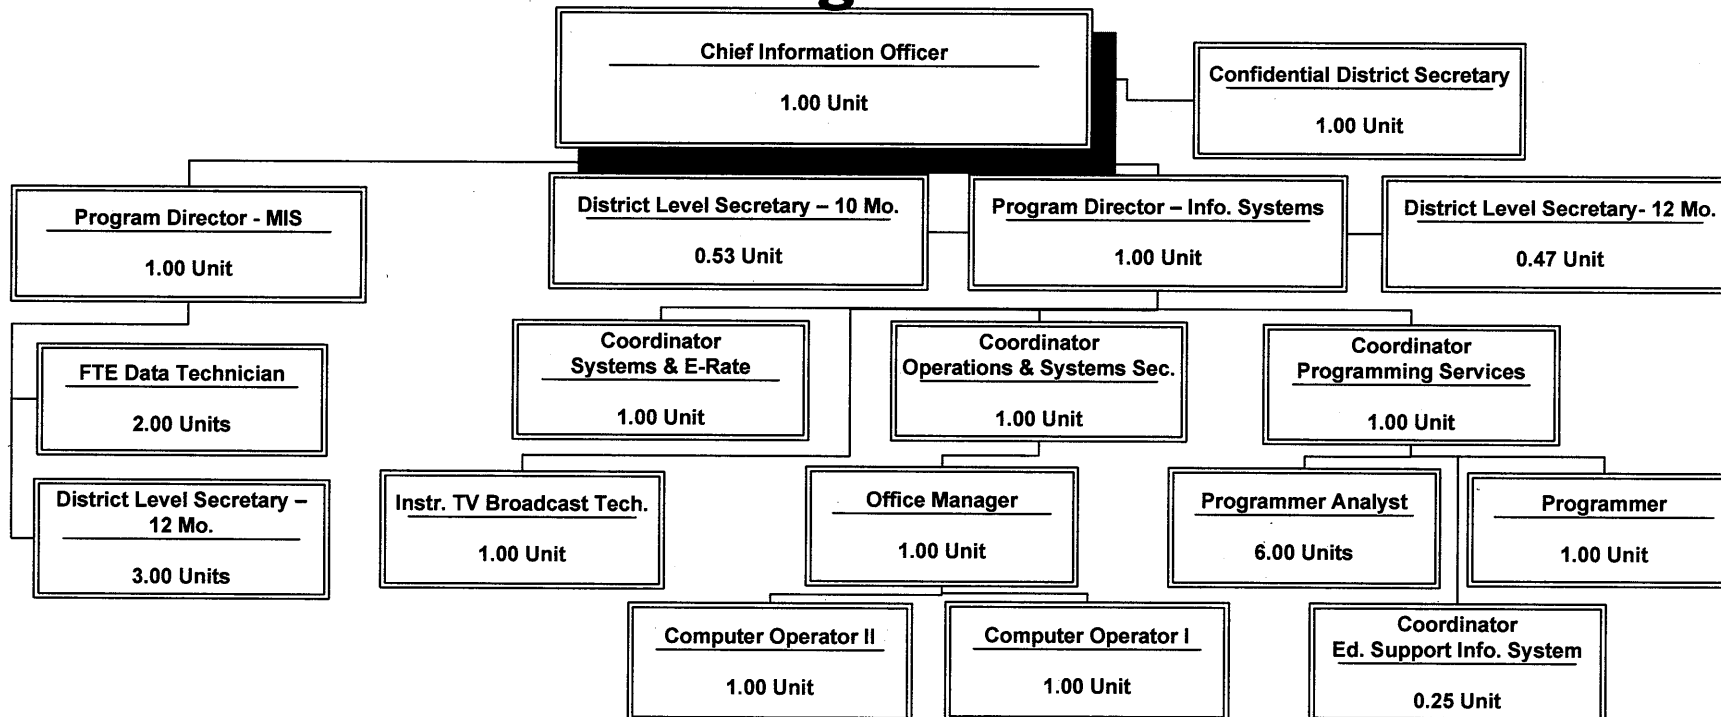 Chief Information Officer
1.00 Unit
Confidential District Secretary
1.00 Unit
Program Director - MIS
1.00 Unit
District Level Secretary – 10 Mo.
0.53 Unit
Program Director – Info. Systems
1.00 Unit
District Level Secretary- 12 Mo.
0.47 Unit
FTE Data Technician
2.00 Units
District Level Secretary –
12 Mo.
3.00 Units
Coordinator
Systems & E-Rate
1.00 Unit
Coordinator
Operations & Systems Sec.
1.00 Unit
Coordinator
Programming Services
1.00 Unit
Instr. TV Broadcast Tech.
1.00 Unit
Office Manager
1.00 Unit
Programmer Analyst
6.00 Units
Programmer
1.00 Unit
Computer Operator II
1.00 Unit
Computer Operator I
1.00 Unit
Coordinator
Ed. Support Info. System
0.25 Unit